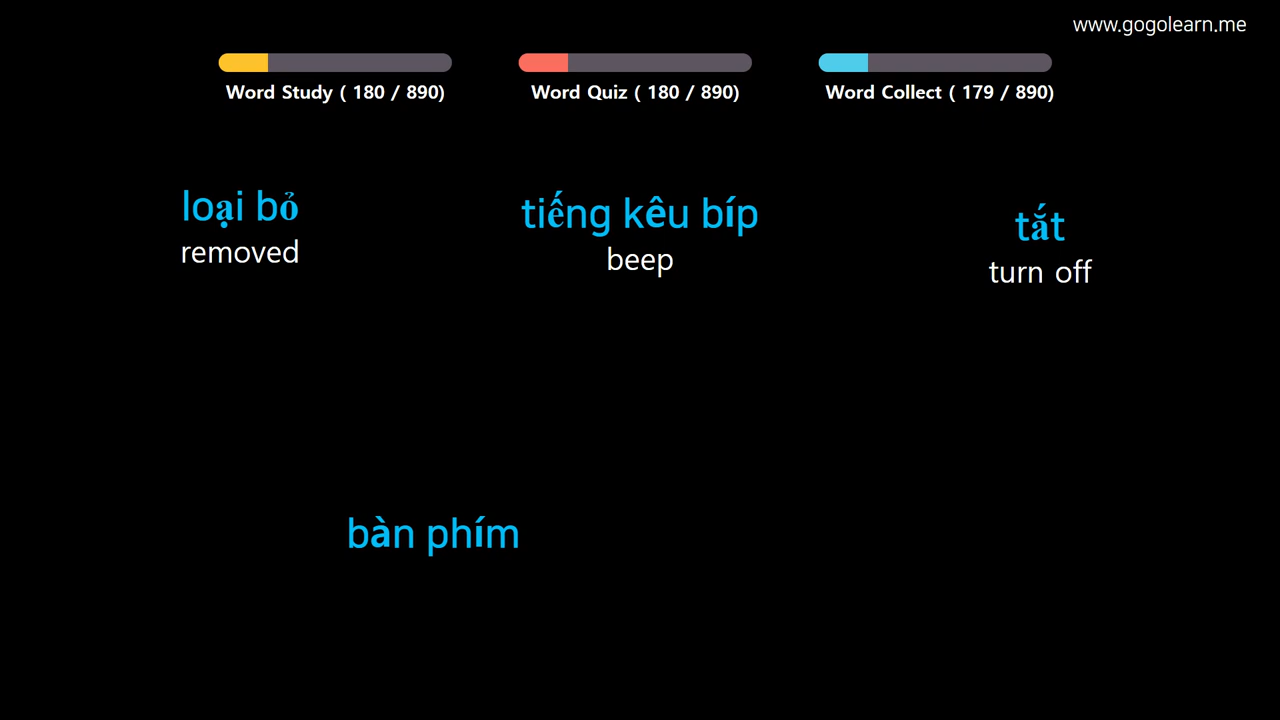 www.gogolearn.me
Word Study ( 180 / 890)
Word Quiz ( 180 / 890)
Word Collect ( 179 / 890)
loại bỏ
removed
tiếng kêu bíp
beep
tắt
turn off
bàn phím